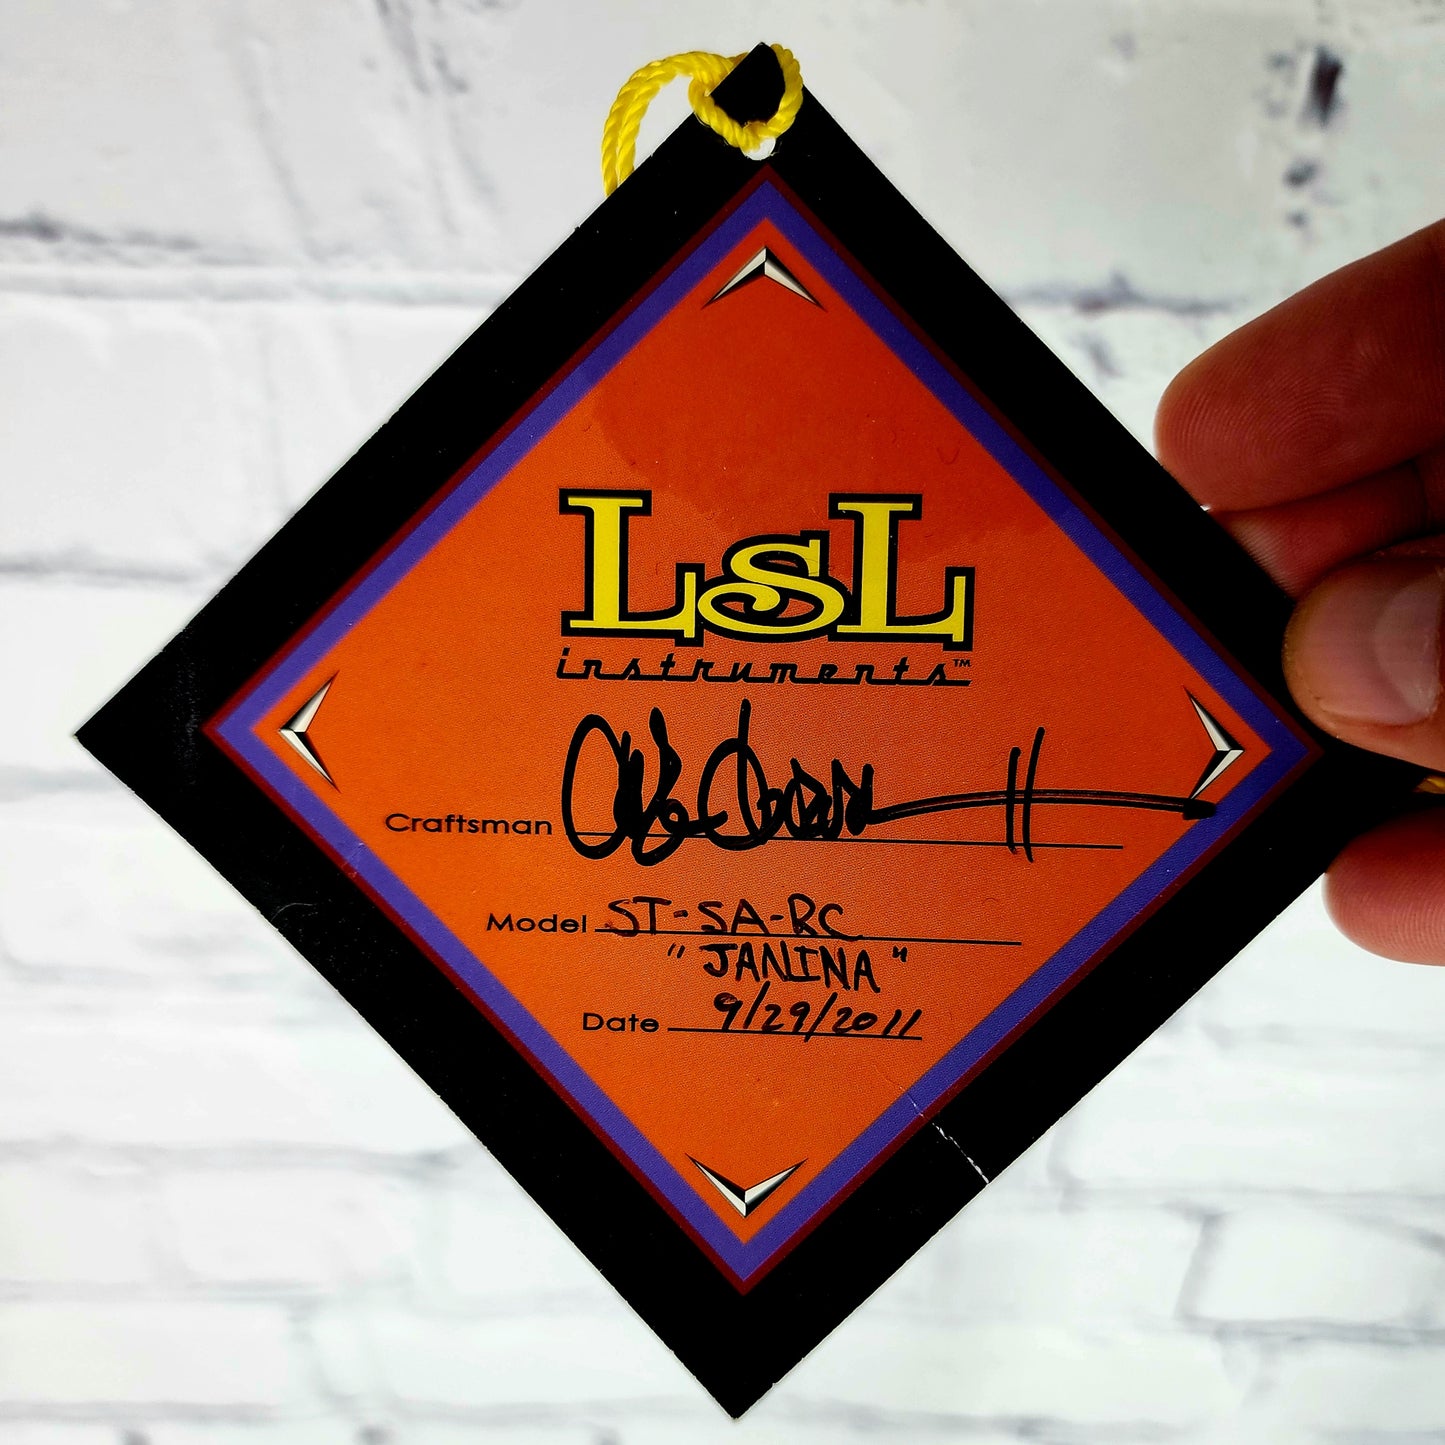 LsL
instruments™
Craftsman
Model ST-SA-RC
"JANINA"
Date 9/29/2011